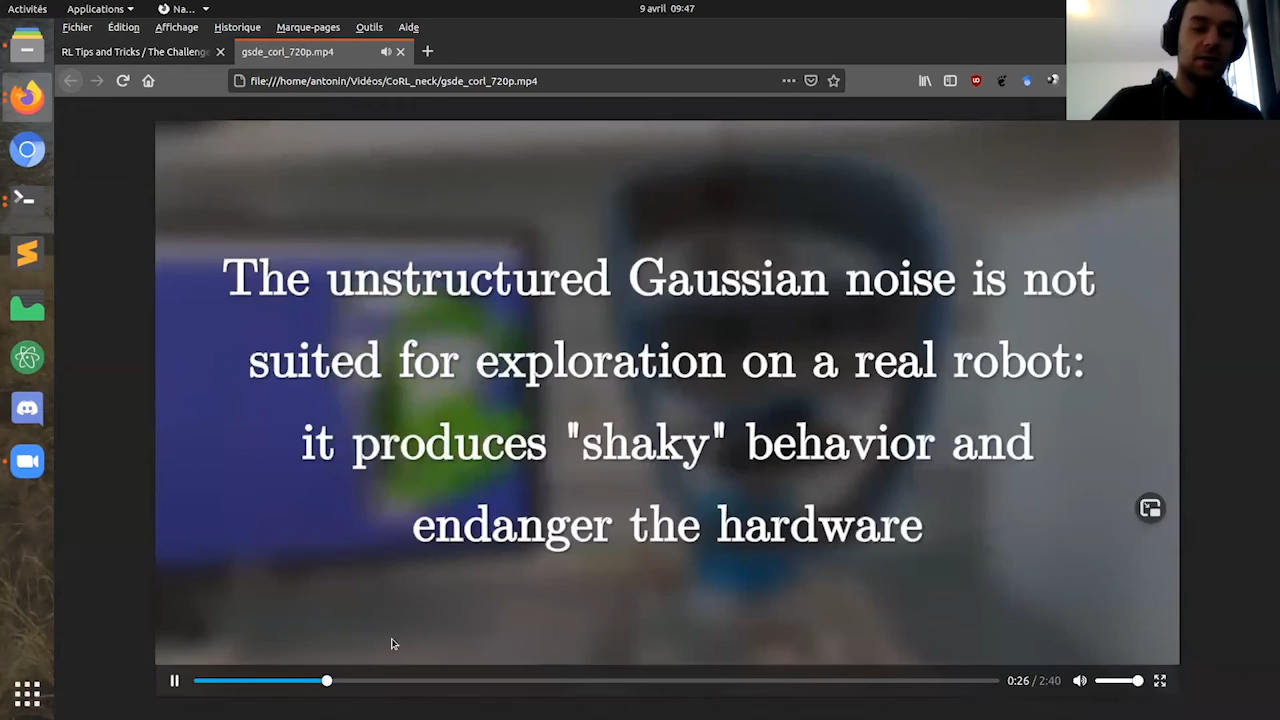 Activités
Applications
Na...
9 avril 09:47
Fichier Édition Affichage Historique Marque-pages Outils Aide
RL Tips and Tricks / The Challenge
gsde_corl_720p.mp4
file:///home/antonin/Vidéos/CoRL_neck/gsde_corl_720p.mp4
The unstructured Gaussian noise is not
suited for exploration on a real robot:
it produces "shaky" behavior and
endanger the hardware
0:26 / 2:40